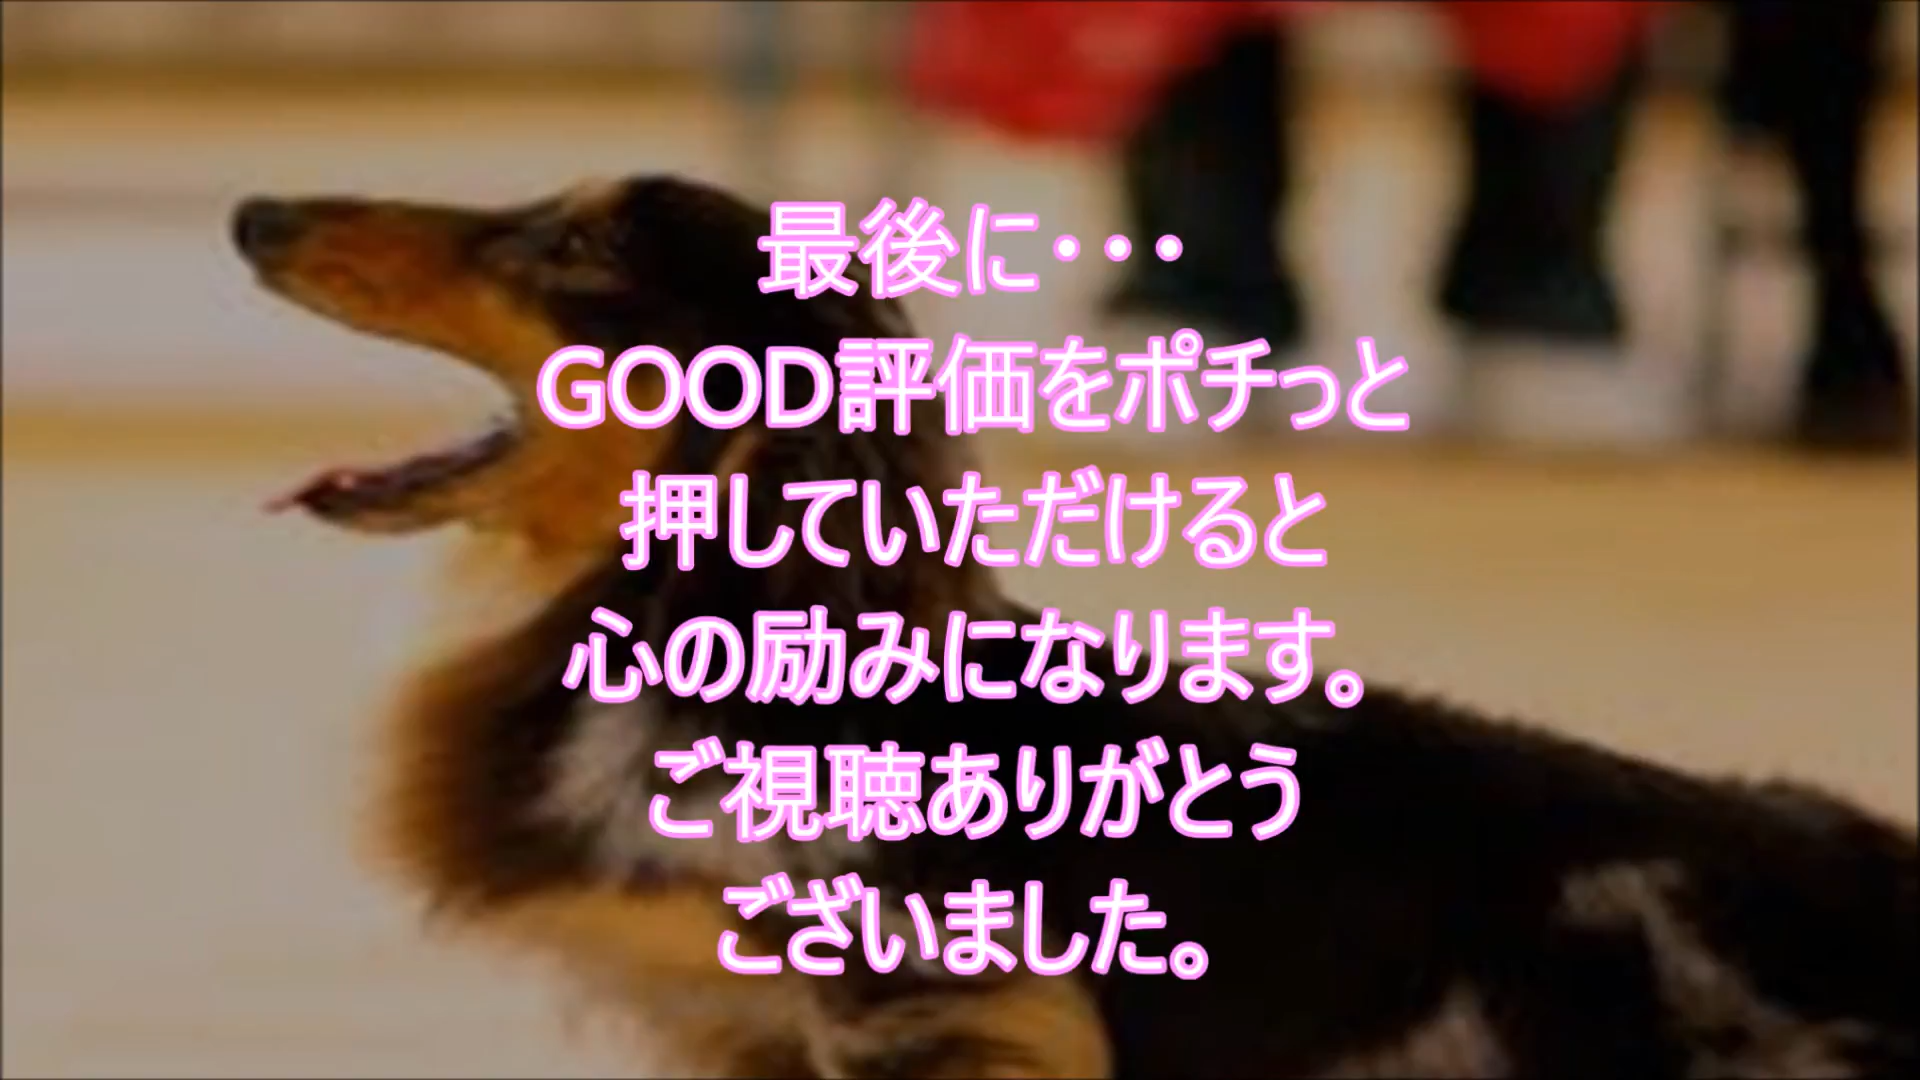 最後に・・・
GOOD評価をポチっと
押していただけると
心の励みになります。
ご視聴ありがとう
ございました。